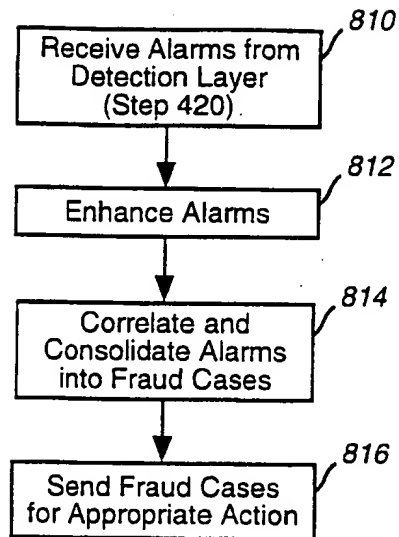 810
Receive Alarms from
Detection Layer
(Step 420)
812
Enhance Alarms
814
Correlate and
Consolidate Alarms
into Fraud Cases
816
Send Fraud Cases
for Appropriate Action